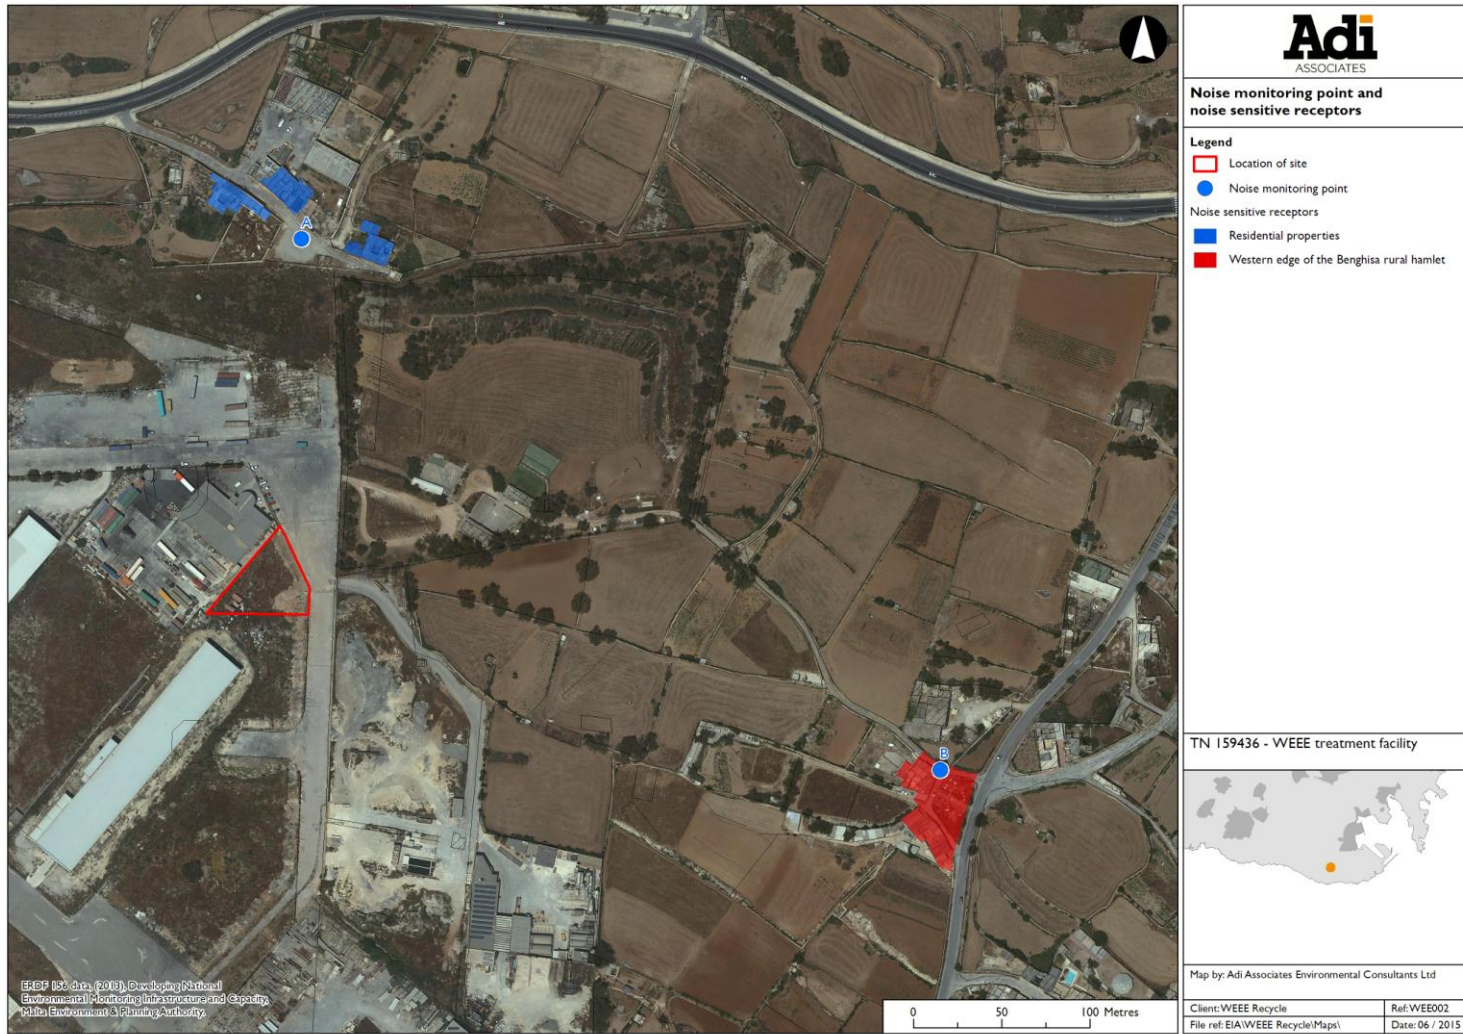 Adi
ASSOCIATES
Noise monitoring point and
noise sensitive receptors
Legend
Location of site
Noise monitoring point
Noise sensitive receptors
Residential properties
Western edge of the Benghisa rural hamlet
A
B
TN 159436 - WEEE treatment facility
ERDF 156 data, (2013), Developing National
Environmental Monitoring Infrastructure and Capacity,
Malta Environment & Planning Authority.
0 50 100 Metres
Map by: Adi Associates Environmental Consultants Ltd
Client: WEEE Recycle Ref: WEE002
File ref: EIA\WEEE Recycle\Maps\ Date: 06 / 2015